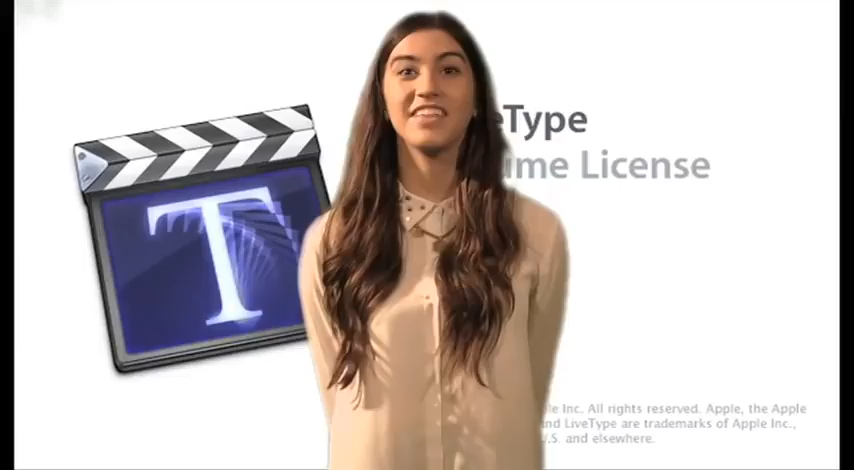 T
eType
ume License
le Inc. All rights reserved. Apple, the Apple
nd LiveType are trademarks of Apple Inc.,
U.S. and elsewhere.